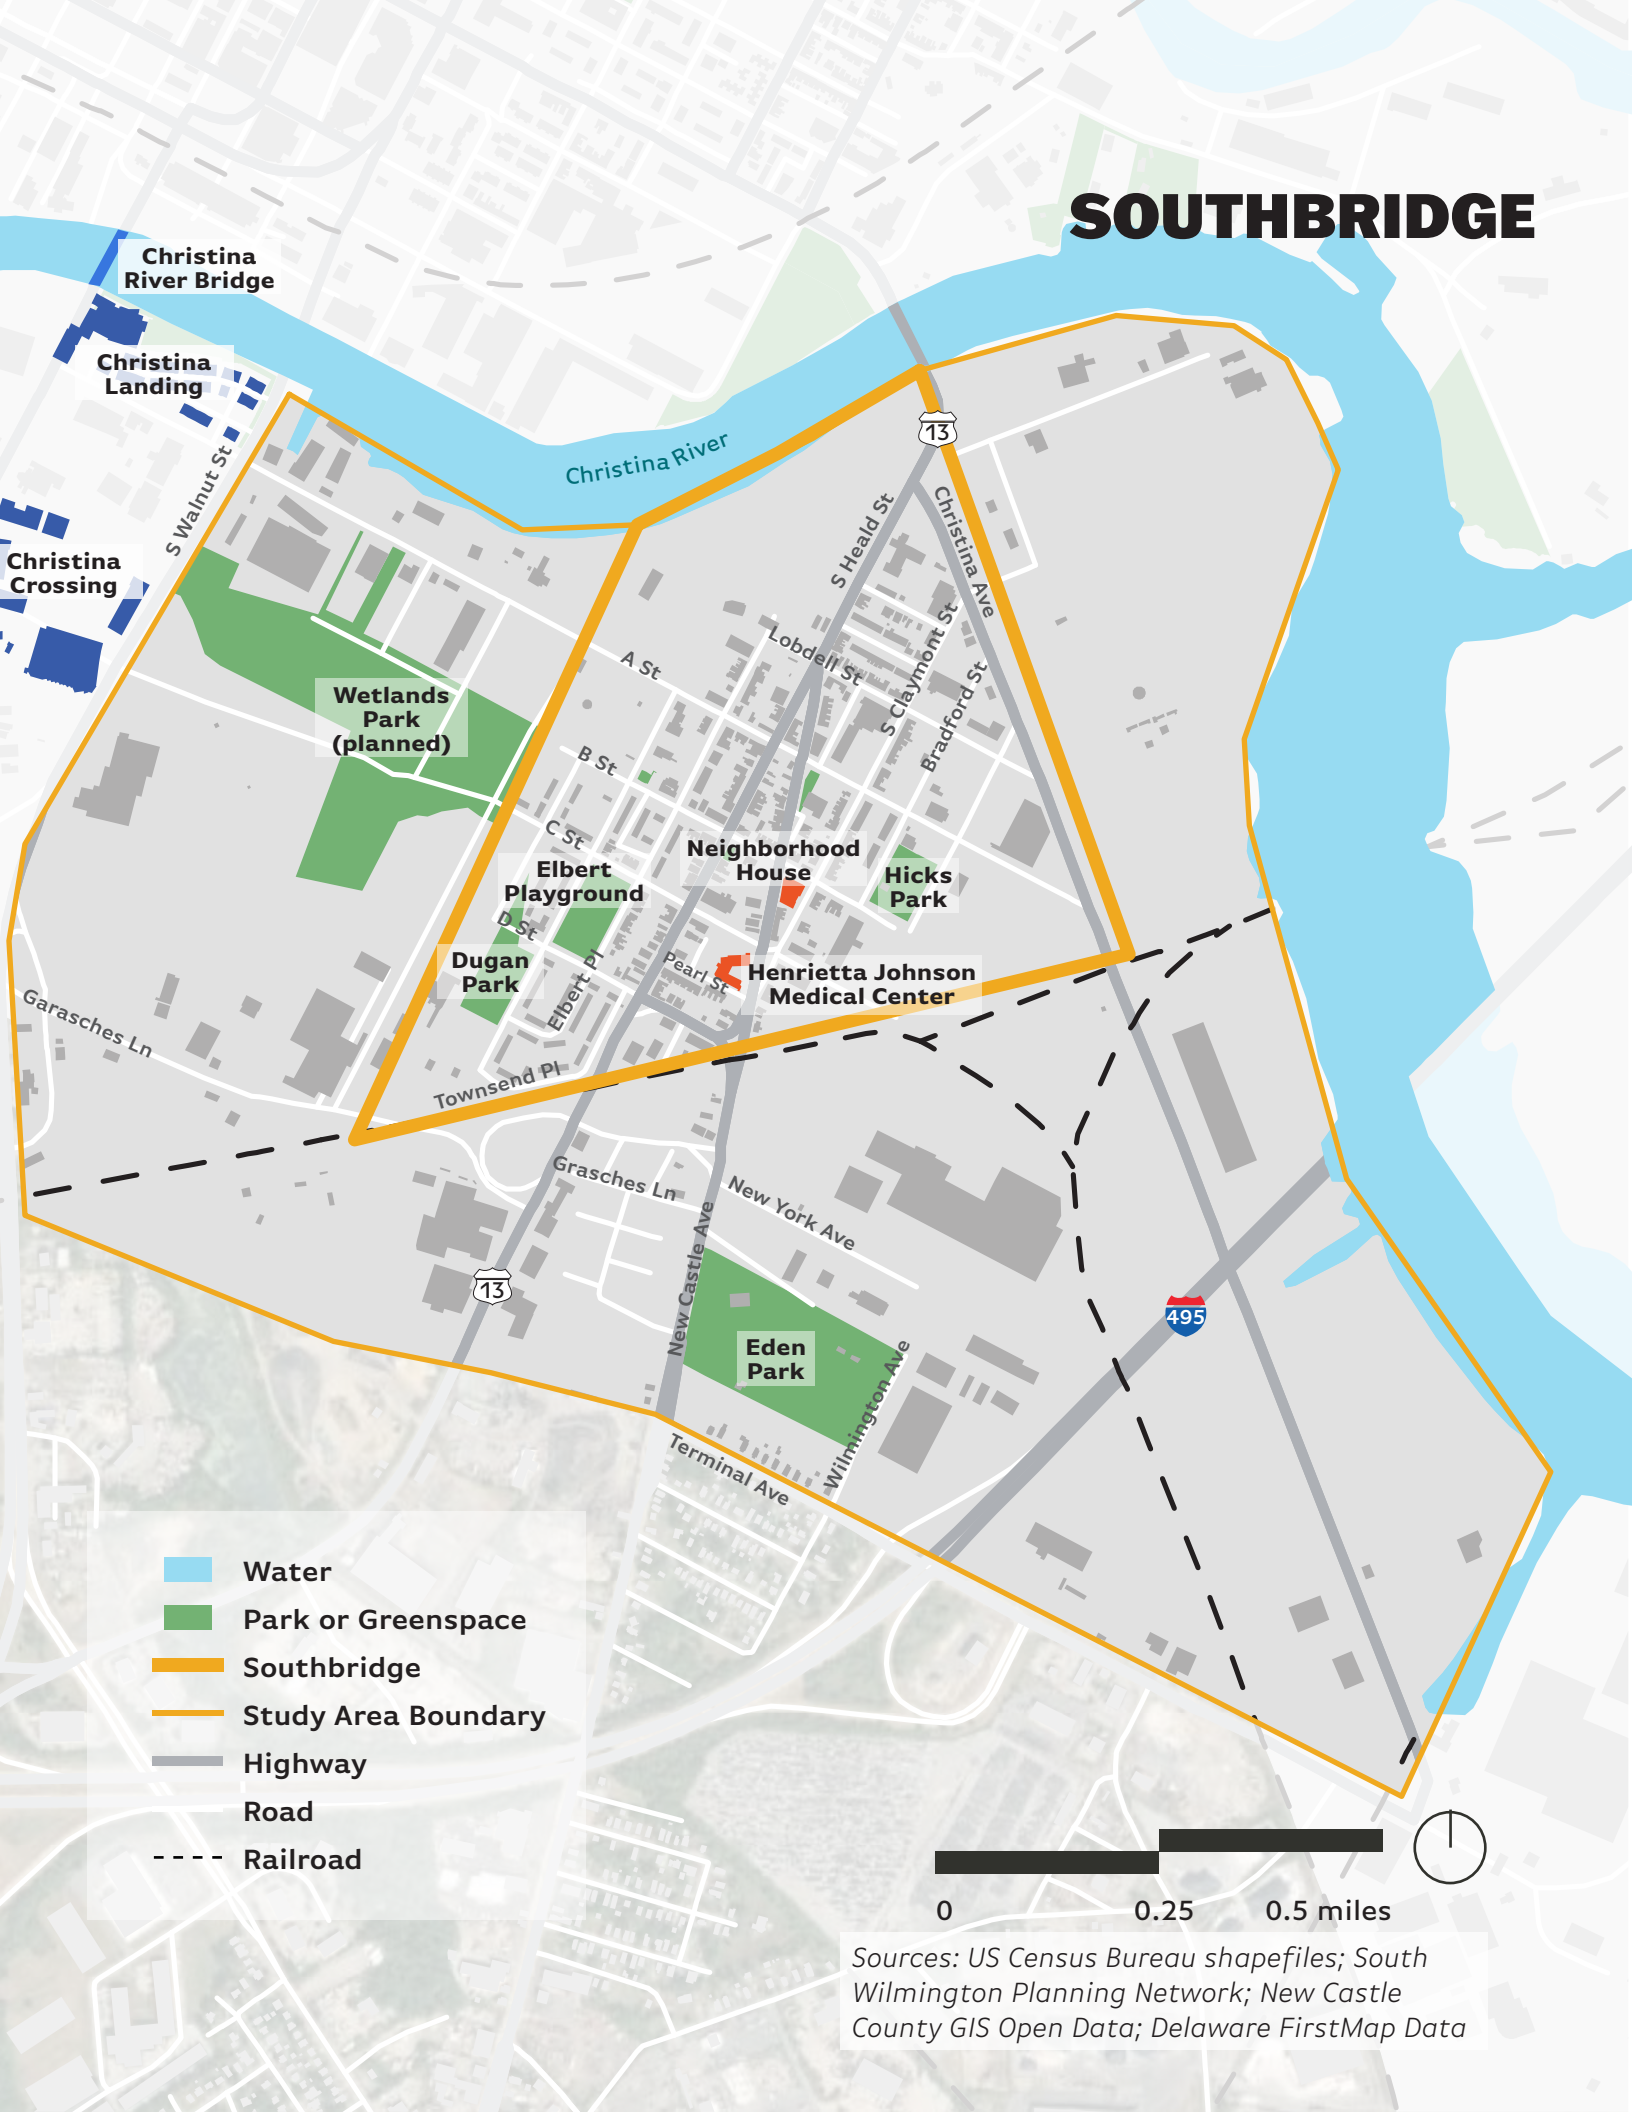 SOUTHBRIDGE
Christina
River Bridge
Christina
Landing
S Walnut St
Christina River
13
Christina
Crossing
S Heald St
Christina Ave
Lobdell St
S Claymont St
Bradford St
A St
Wetlands
Park
(planned)
B St
C St
Neighborhood
House
Elbert
Playground
Hicks
Park
D St
Dugan
Park
Elbert Pl
Pearl St
Henrietta Johnson
Medical Center
Garasches Ln
Townsend Pl
Grasches Ln
New York Ave
New Castle Ave
13
495
Eden
Park
Wilmington Ave
Terminal Ave
Water
Park or Greenspace
Southbridge
Study Area Boundary
Highway
Road
Railroad
0 0.25 0.5 miles
Sources: US Census Bureau shapefiles; South
Wilmington Planning Network; New Castle
County GIS Open Data; Delaware FirstMap Data